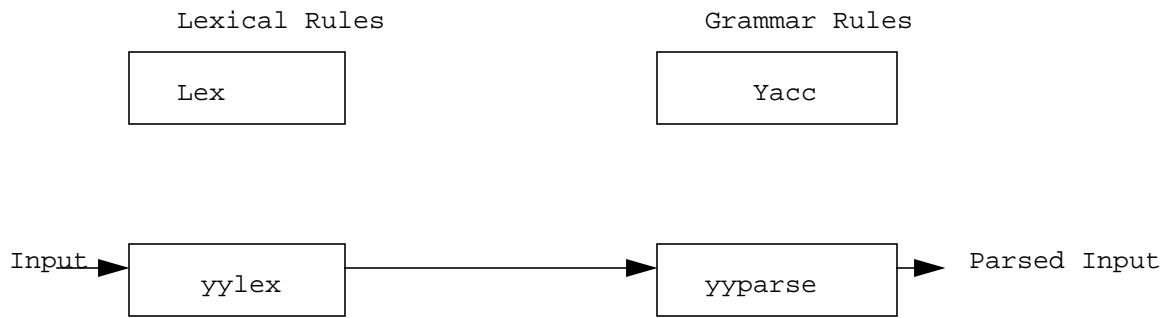 Lexical Rules
Grammar Rules
Lex
Yacc
Input
yylex
yyparse
Parsed Input